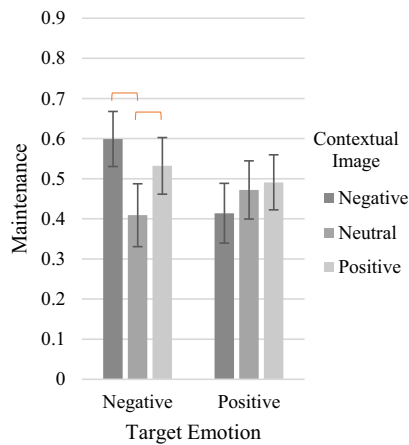 0.9
0.8
0.7
0.6
0.5
0.4
0.3
0.2
0.1
0
Maintenance
Negative Positive
Target Emotion
Contextual
Image
Negative
Neutral
Positive